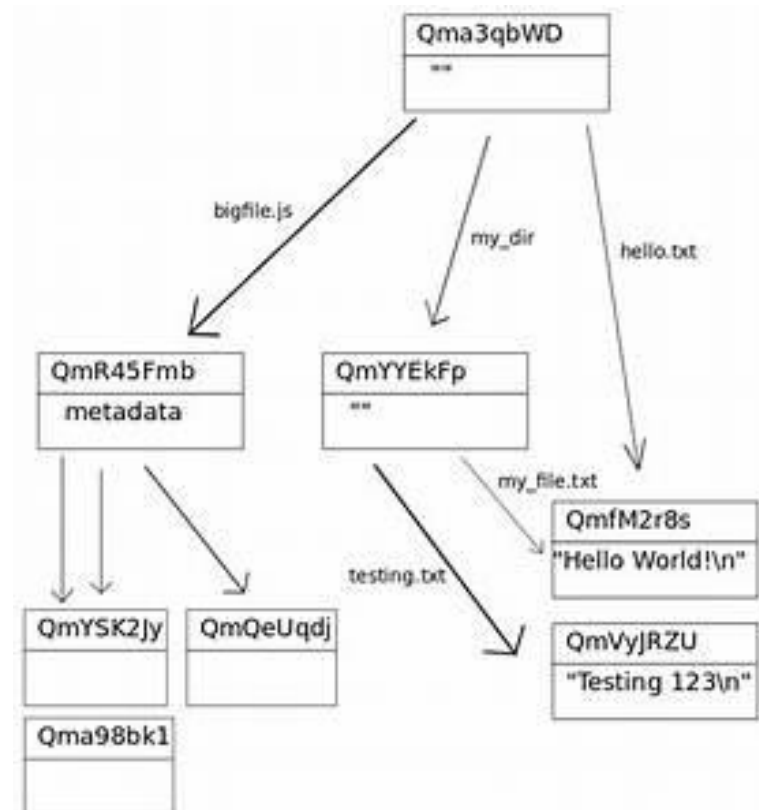 Qma3qbWD
""
bigfile.js
my_dir
hello.txt
QmR45Fmb
metadata
QmYYEkFp
""
my_file.txt
testing.txt
QmfM2r8s
"Hello World!\n"
QmYSK2Jy
QmQeUqdj
QmVyJRZU
"Testing 123\n"
Qma98bk1